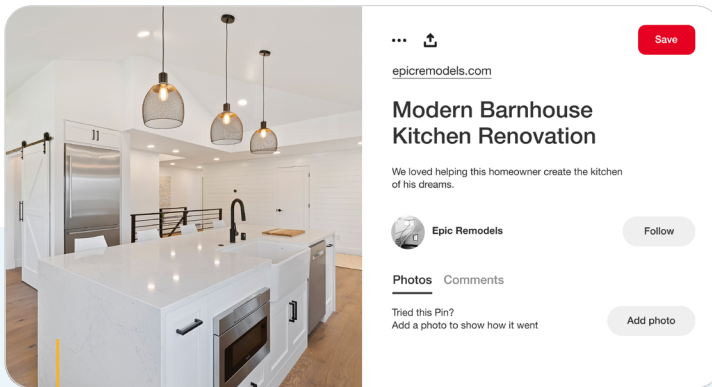 epicremodels.com
Save
Modern Barnhouse
Kitchen Renovation
We loved helping this homeowner create the kitchen
of his dreams.
Epic Remodels
Follow
Photos
Comments
Tried this Pin?
Add a photo to show how it went
Add photo